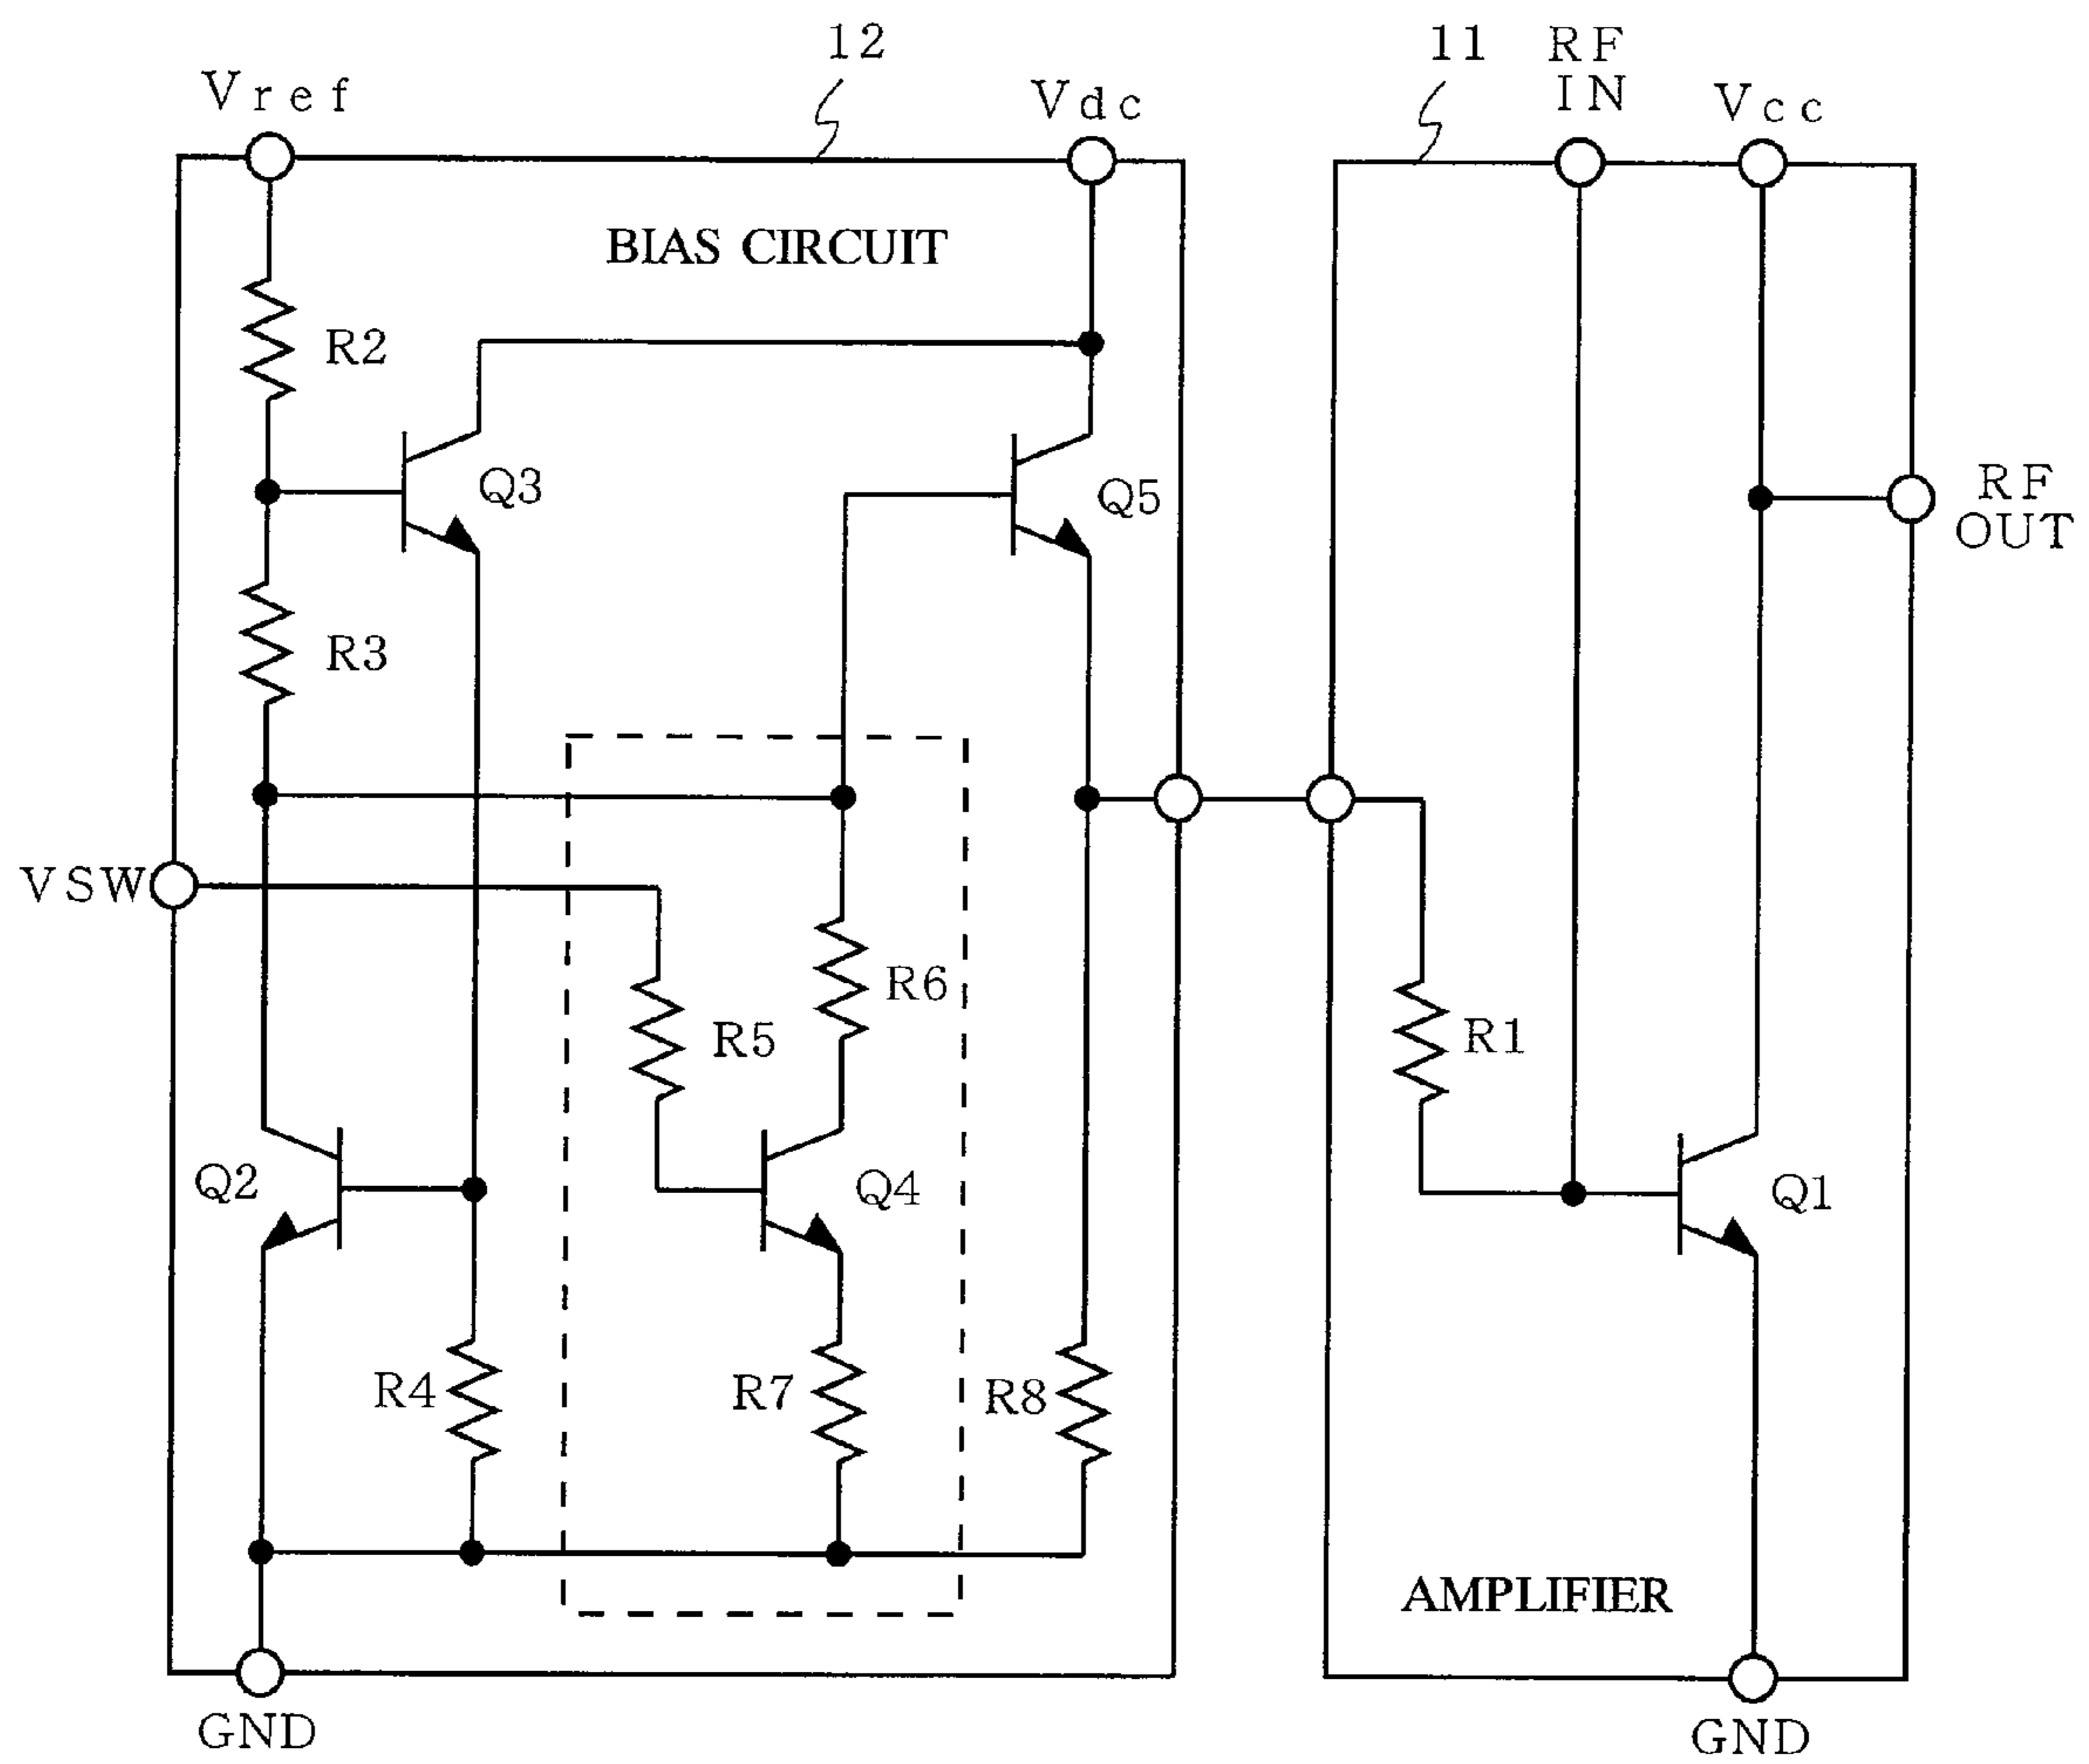 12
11
RF
IN
Vref
Vdc
Vcc
BIAS CIRCUIT
R2
Q3
Q5
RF
OUT
R3
VSW
R6
R5
R1
Q2
Q4
Q1
R4
R7
R8
AMPLIFIER
GND
GND